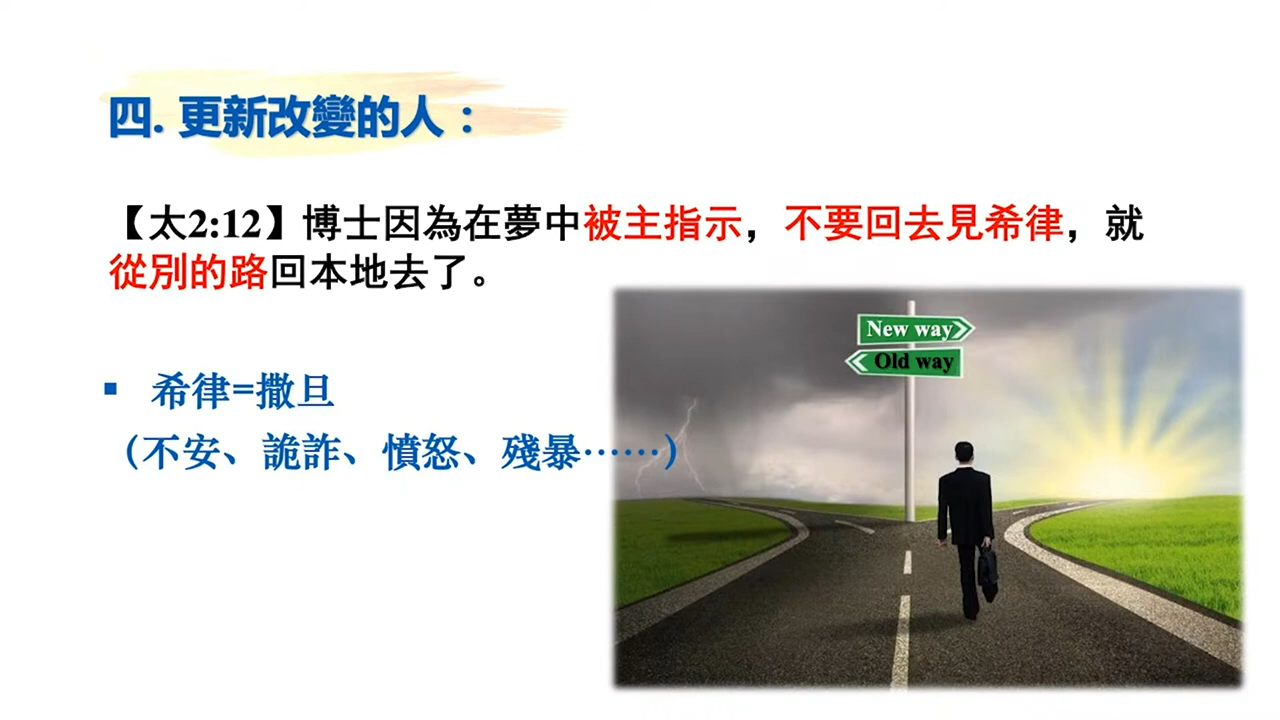 四. 更新改變的人：
【太2:12】博士因為在夢中被主指示，不要回去見希律，就
從別的路回本地去了。
New way
Old way
▪ 希律=撒旦
（不安、詭詐、憤怒、殘暴……）